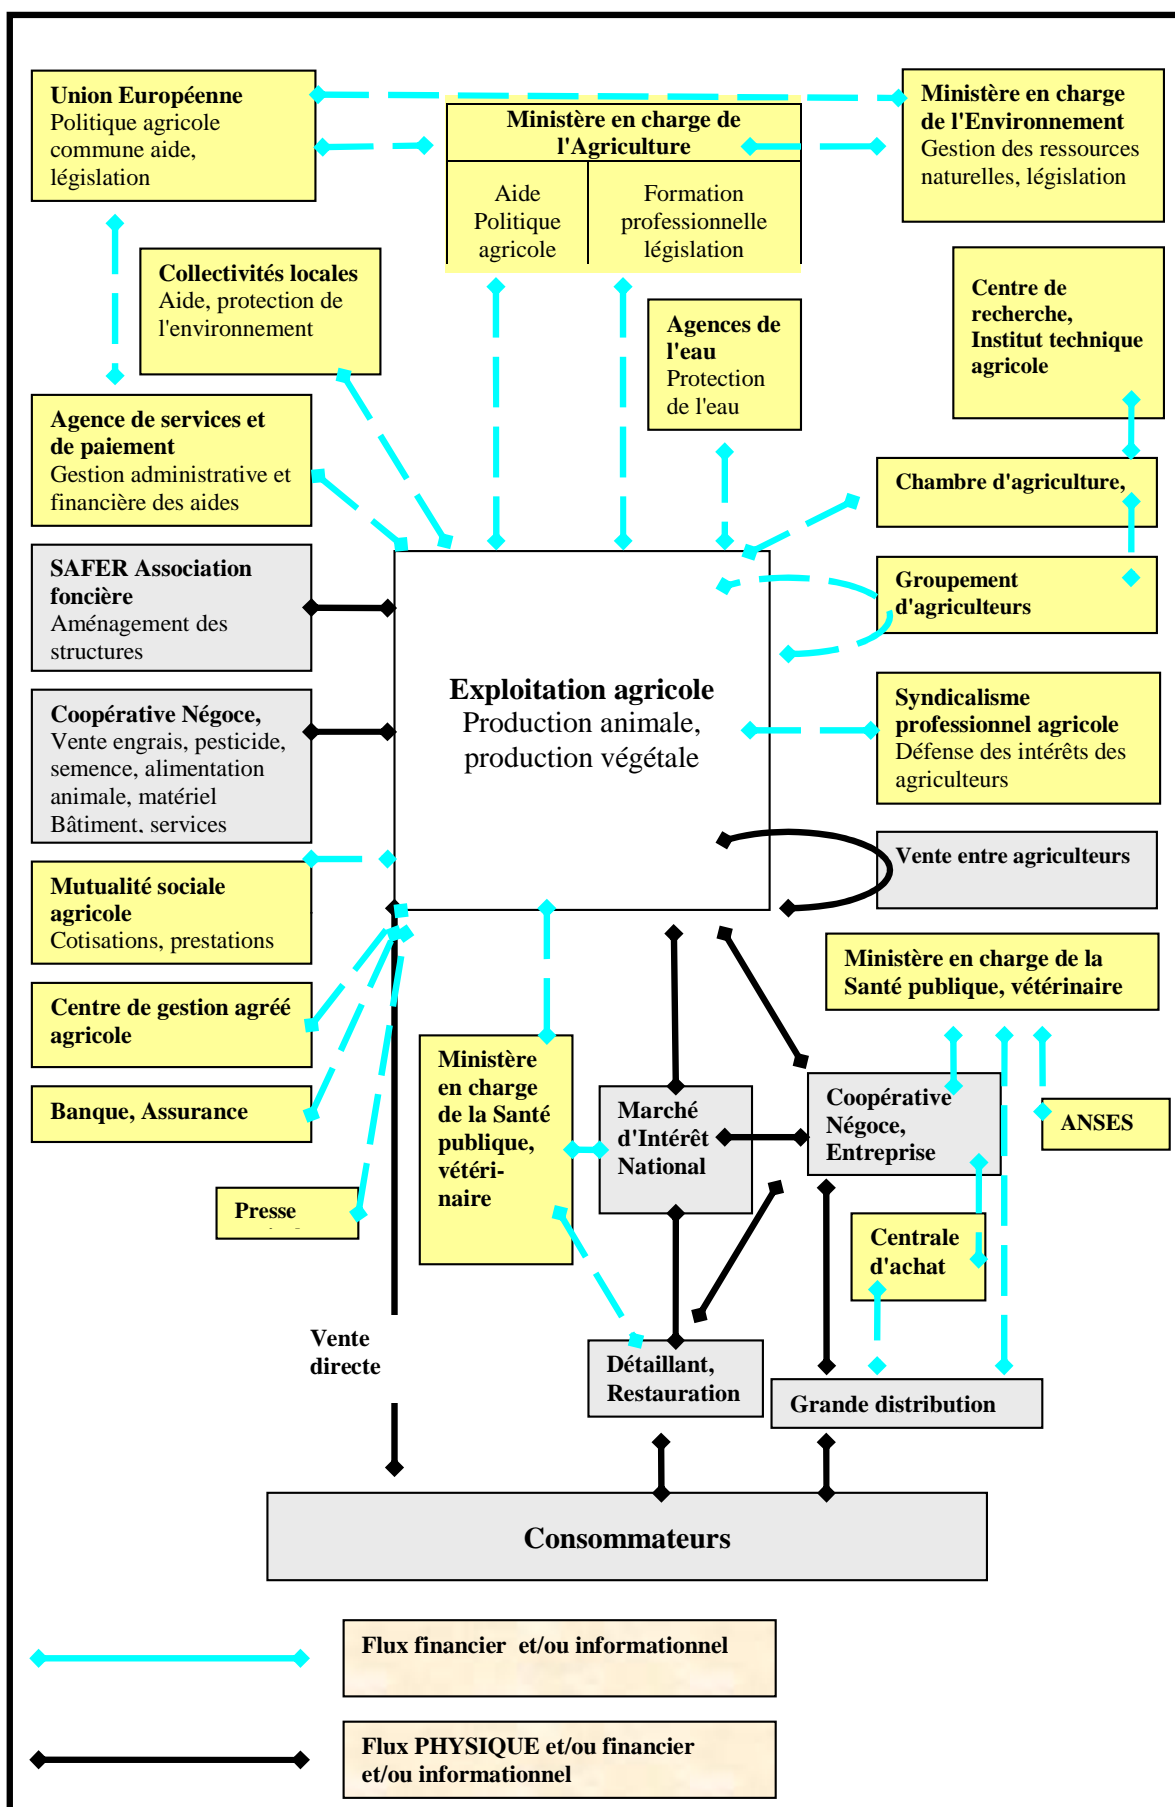 Union Européenne
Politique agricole
commune aide,
législation
Ministère en charge de
l'Agriculture
Aide
Politique
agricole
Formation
professionnelle
législation
Ministère en charge
de l'Environnement
Gestion des ressources
naturelles, législation
Collectivités locales
Aide, protection de
l'environnement
Agences de
l'eau
Protection
de l'eau
Centre de
recherche,
Institut technique
agricole
Agence de services et
de paiement
Gestion administrative et
financière des aides
Chambre d'agriculture,
SAFER Association
foncière
Aménagement des
structures
Groupement
d'agriculteurs
Exploitation agricole
Production animale,
production végétale
Coopérative Négoce,
Vente engrais, pesticide,
semence, alimentation
animale, matériel
Bâtiment, services
Syndicalisme
professionnel agricole
Défense des intérêts des
agriculteurs
Vente entre agriculteurs
Mutualité sociale
agricole
Cotisations, prestations
Ministère en charge de la
Santé publique, vétérinaire
Centre de gestion agréé
agricole
Banque, Assurance
Ministère
en charge
de la Santé
publique,
vétéri-
naire
Marché
d'Intérêt
National
Coopérative
Négoce,
Entreprise
ANSES
Presse
Centrale
d'achat
Vente
directe
Détaillant,
Restauration
Grande distribution
Consommateurs
Flux financier et/ou informationnel
Flux PHYSIQUE et/ou financier
et/ou informationnel